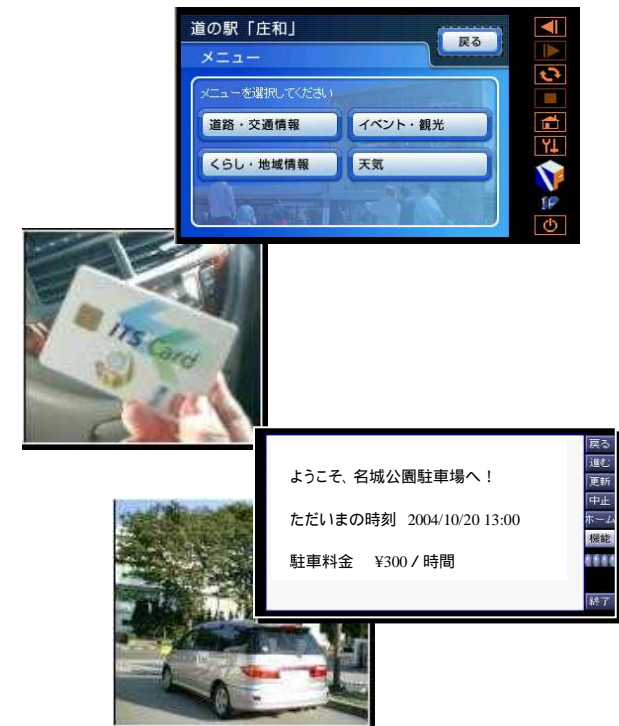 道の駅「庄和」
戻る
メニュー
メニューを選択してください
道路・交通情報
イベント・観光
くらし・地域情報
天気
IP
ITS Card
ようこそ、名城公園駐車場へ!
ただいまの時刻 2004/10/20 13:00
駐車料金 ¥300/時間
戻る
進む
更新
中止
ホーム
機能
終了